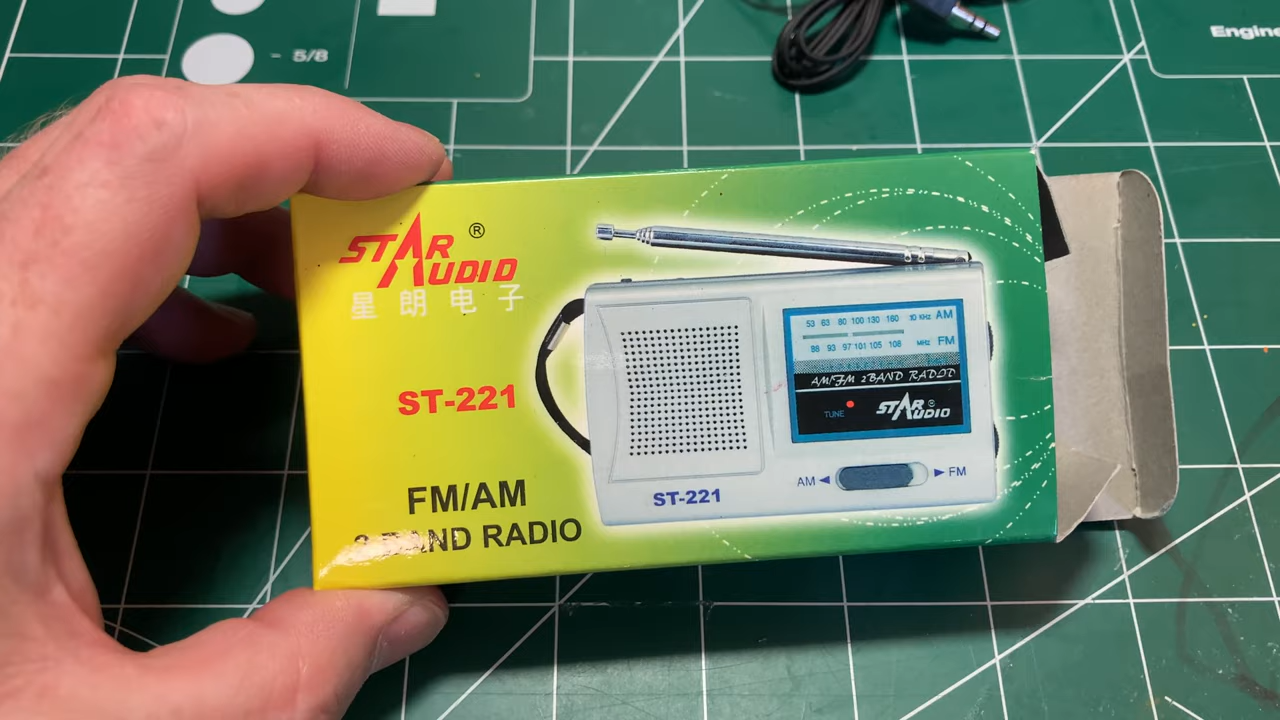 - 5/8
Engine
STAR ®
AUDIO
星朗电子
ST-221
FM/AM
2 BAND RADIO
53 63 80 100 130 160 10 KHz AM
88 93 97 101 105 108 MHz FM
AM/FM 2BAND RADIO
TUNE
STAR ®
AUDIO
AM ◄ ► FM
ST-221